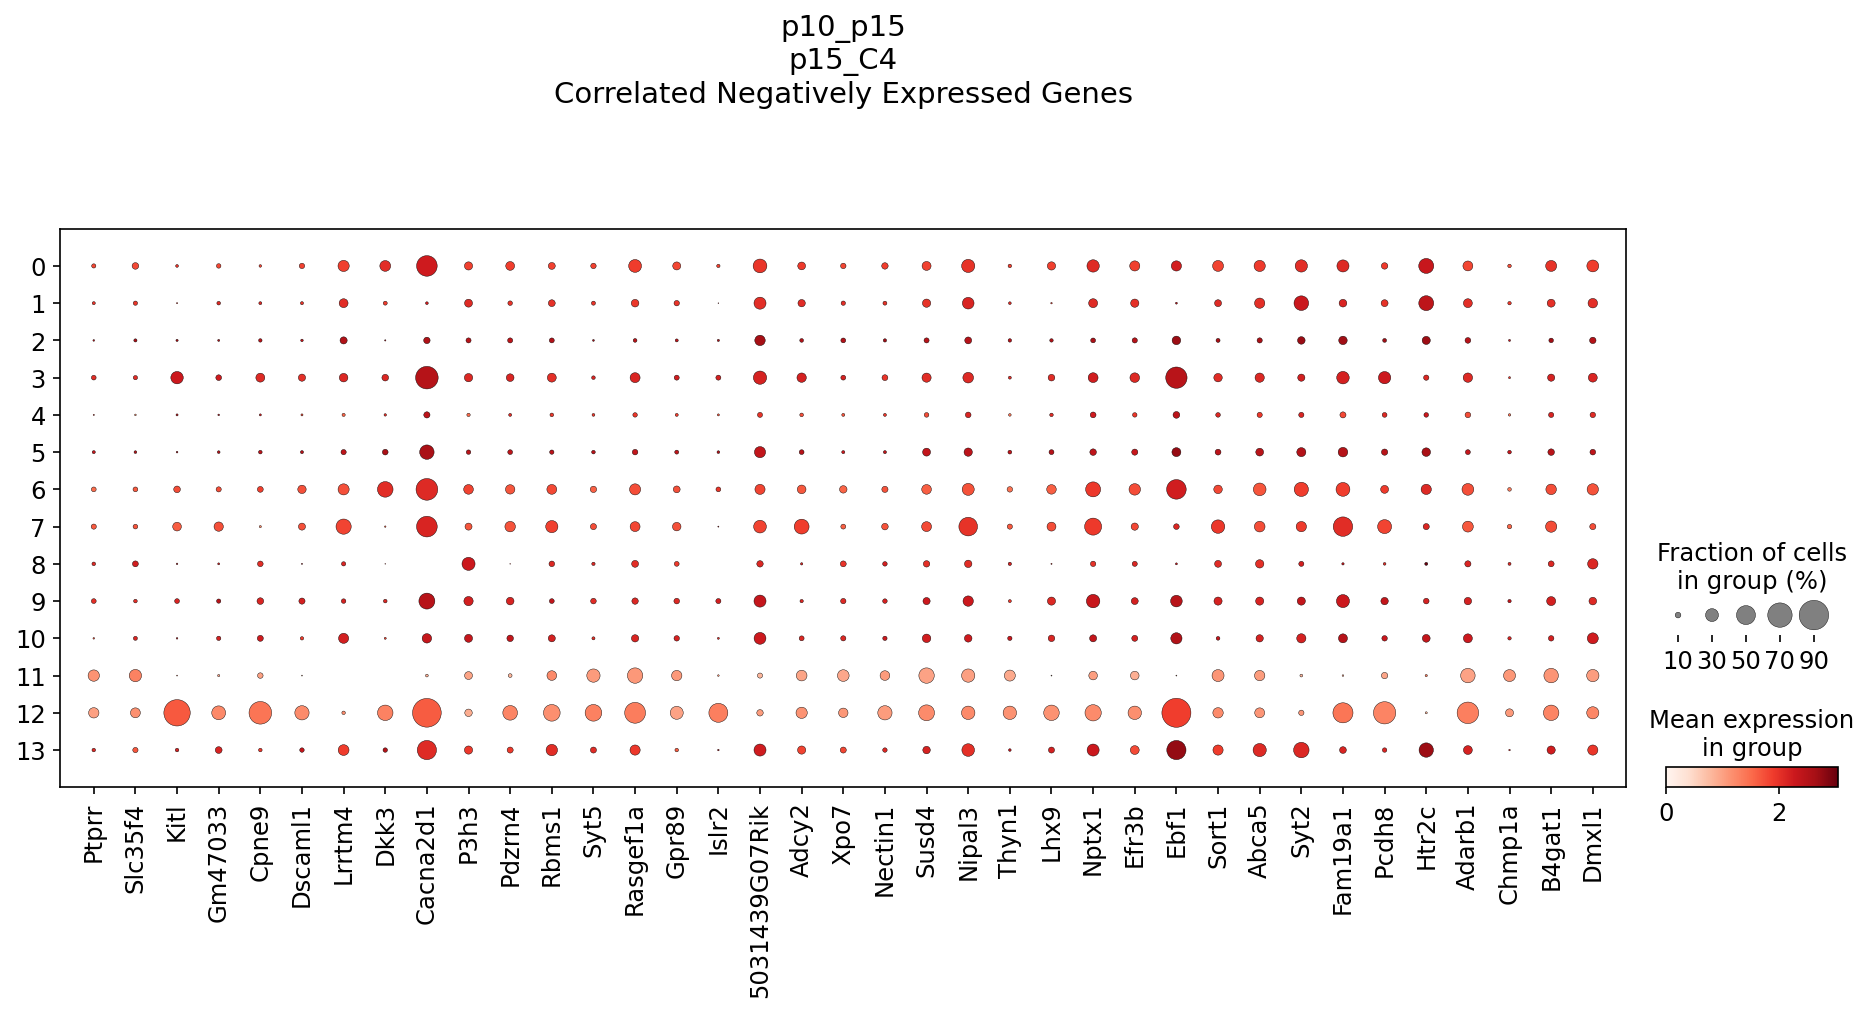 p10_p15
p15_C4
Correlated Negatively Expressed Genes
0
1
2
3
4
5
6
7
8
9
10
11
12
13
Ptprr
Slc35f4
Kitl
Gm47033
Cpne9
Dscaml1
Lrrtm4
Dkk3
Cacna2d1
P3h3
Pdzrn4
Rbms1
Syt5
Rasgef1a
Gpr89
Islr2
5031439G07Rik
Adcy2
Xpo7
Nectin1
Susd4
Nipal3
Thyn1
Lhx9
Nptx1
Efr3b
Ebf1
Sort1
Abca5
Syt2
Fam19a1
Pcdh8
Htr2c
Adarb1
Chmp1a
B4gat1
Dmxl1
Fraction of cells
in group (%)
10 30 50 70 90
Mean expression
in group
0 2